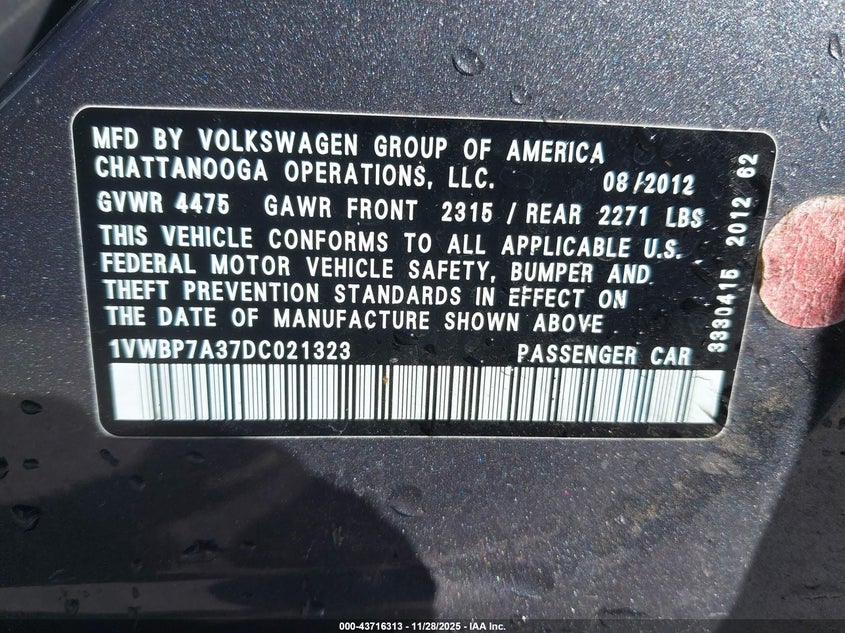 MFD BY VOLKSWAGEN GROUP OF AMERICA
CHATTANOOGA OPERATIONS, LLC. 08/2012
GVWR 4475 GAWR FRONT 2315 / REAR 2271 LBS
THIS VEHICLE CONFORMS TO ALL APPLICABLE U.S.
FEDERAL MOTOR VEHICLE SAFETY, BUMPER AND
THEFT PREVENTION STANDARDS IN EFFECT ON
THE DATE OF MANUFACTURE SHOWN ABOVE
1VWBP7A37DC021323 PASSENGER CAR
3330415 2012 62
000-43716313 - 11/28/2025 - IAA Inc.